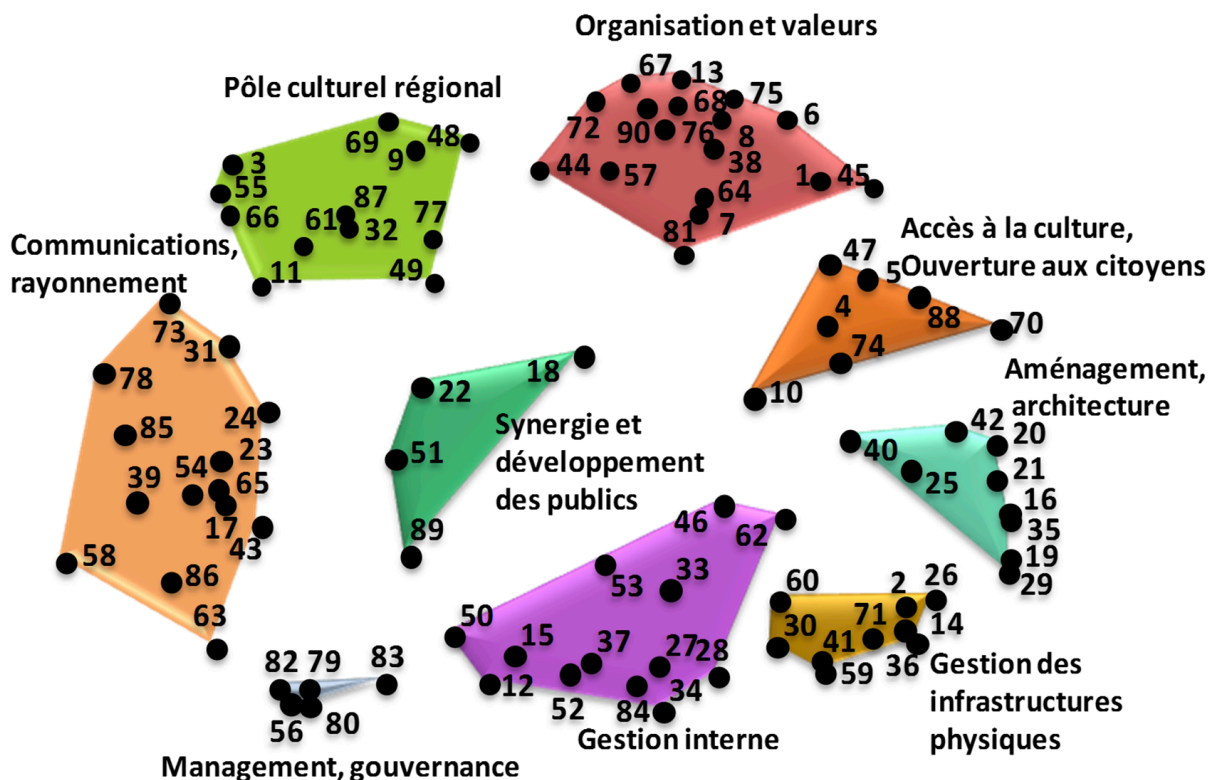 Organisation et valeurs
67 13 75
Pôle culturel régional
68 6
72 90 76 8
69 48
9 38
3 44 57 1 45
55 64
87
66 61 32 77 81 7
Communications,
rayonnement
11 49
Accès à la culture,
Ouverture aux citoyens
47 5
4 88 70
73
31
78
18
22
74
10
Aménagement,
architecture
24
85
23
Synergie et
développement
des publics
42 20
40
25 21
51
54
39 65
16
17
43
35
46
62
89
19
29
58
53 33
86
60 2 26
63
50
71 14
30
15 37 27 28
41
36
59
82 79 83
12
52 84 34
56 80
Gestion des
infrastructures
physiques
Gestion interne
Management, gouvernance